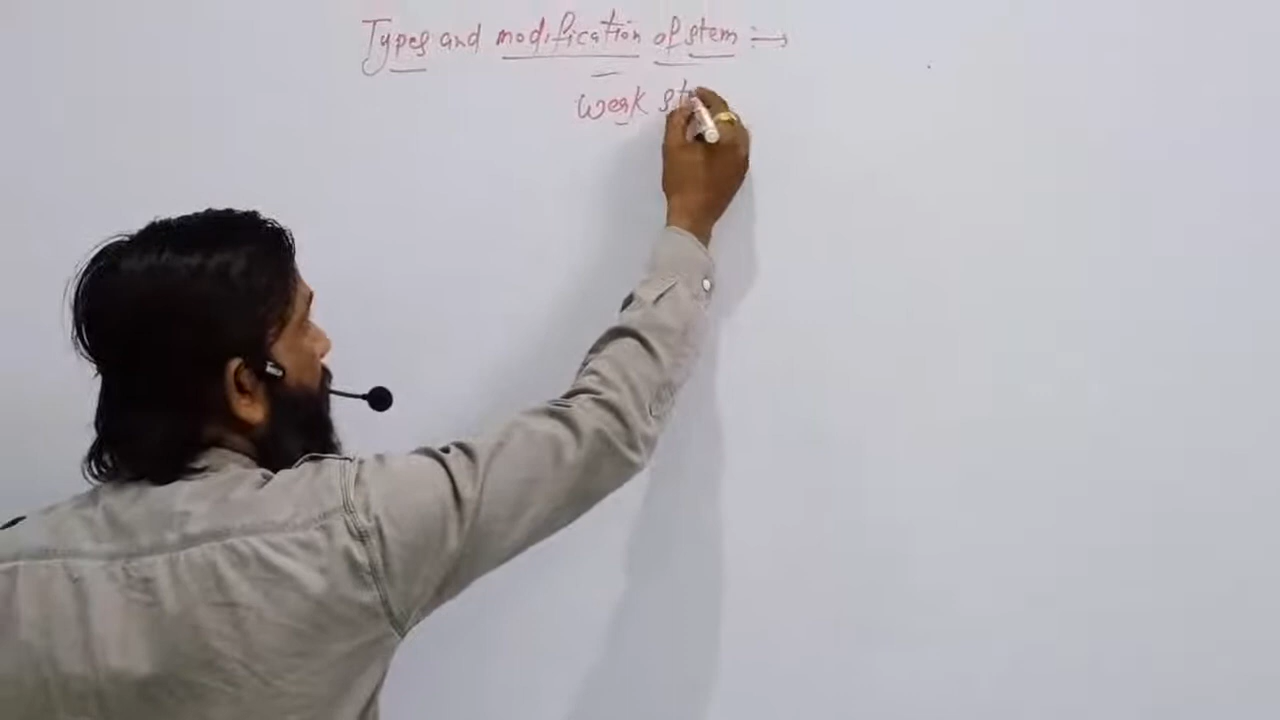 Types and modification of stem :→
weak st